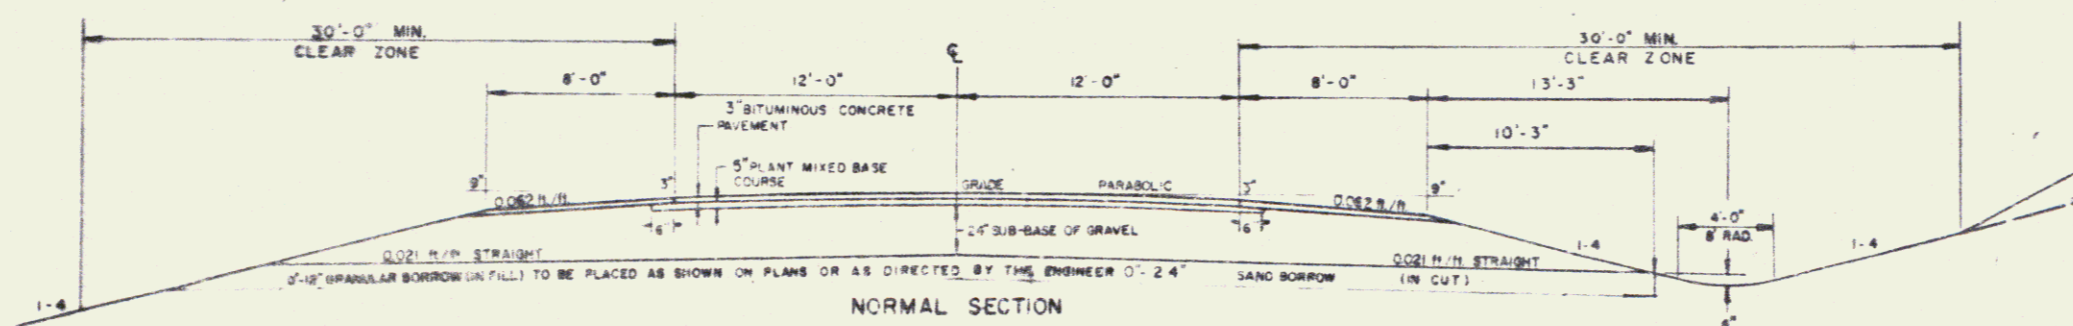 30'-0" MIN.
CLEAR ZONE
℄
30'-0" MIN.
CLEAR ZONE
8'-0"
12'-0"
12'-0"
8'-0"
13'-3"
3" BITUMINOUS CONCRETE
PAVEMENT
10'-3"
5" PLANT MIXED BASE
COURSE
9"
3"
GRADE
PARABOLIC
3"
9"
0.062 ft./ft.
0.062 ft./ft.
6"
24" SUB-BASE OF GRAVEL
6"
4'-0"
8' RAD.
1-4
1-4
0.021 ft/ft STRAIGHT
0.021 ft/ft. STRAIGHT
0"-12" GRANULAR BORROW (IN FILL) TO BE PLACED AS SHOWN ON PLANS OR AS DIRECTED BY THE ENGINEER 0"-24" SAND BORROW (IN CUT)
1-4
NORMAL SECTION